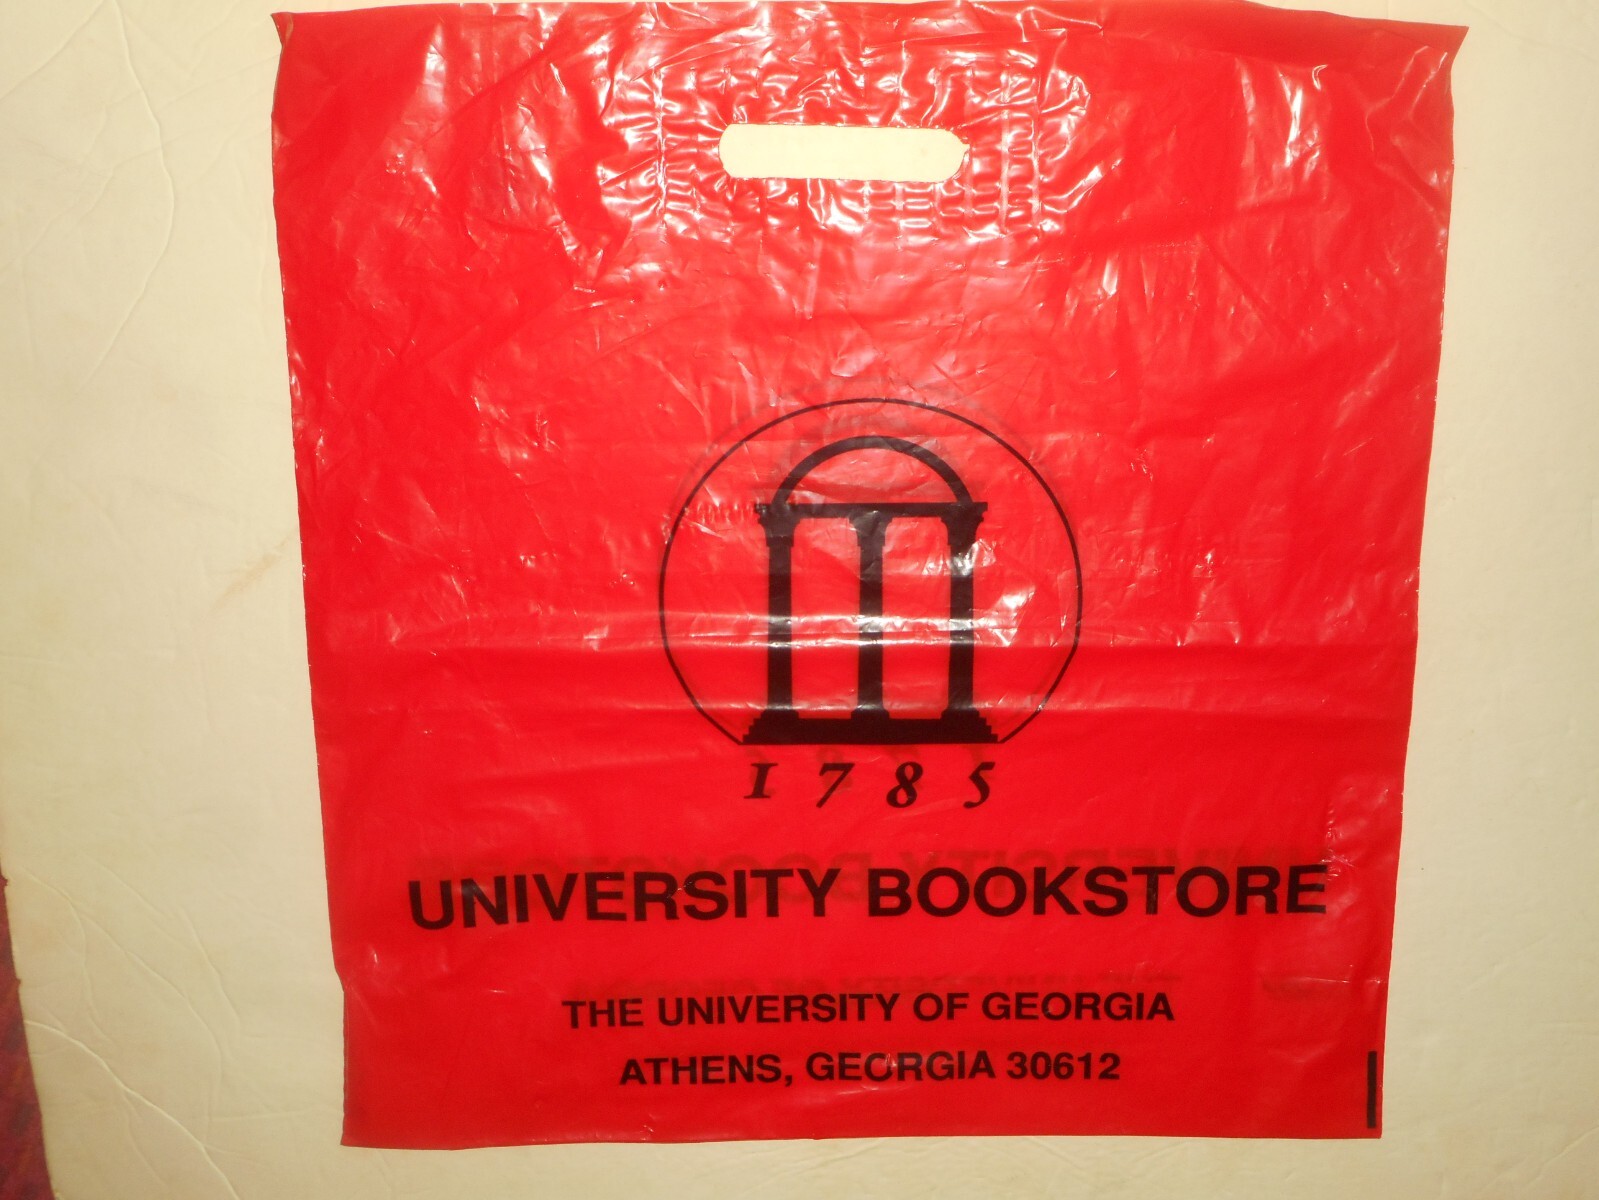 1785
UNIVERSITY BOOKSTORE
THE UNIVERSITY OF GEORGIA
ATHENS, GEORGIA 30612